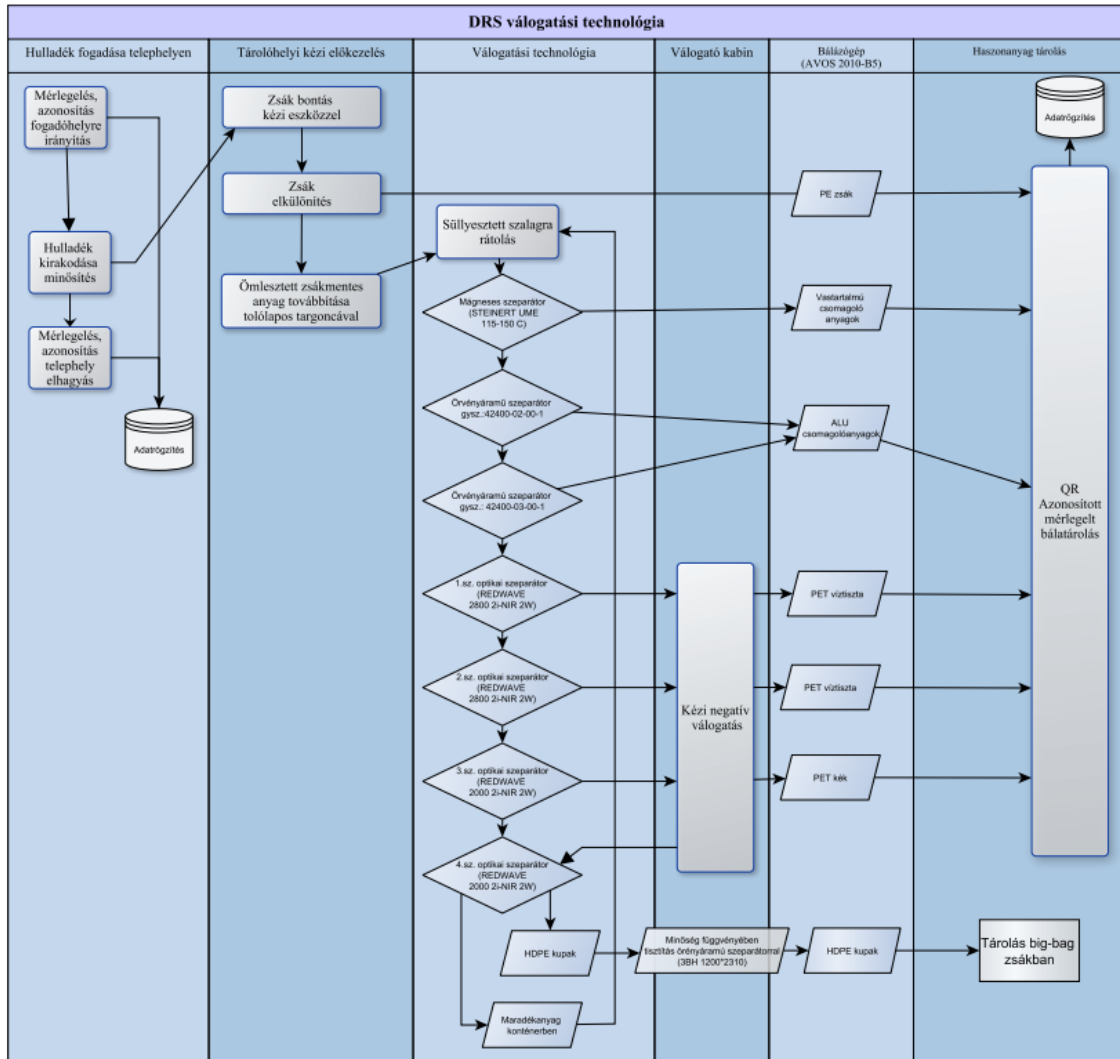 DRS válogatási technológia
Hulladék fogadása telephelyen
Tárolóhelyi kézi előkezelés
Válogatási technológia
Válogató kabin
Bálázógép
(AVOS 2010-B5)
Haszonanyag tárolás
Mérlegelés,
azonosítás
fogadóhelyre
irányítás
Hulladék
kirakodása
minősítés
Mérlegelés,
azonosítás
telephely
elhagyás
Adatrögzítés
Zsák bontás
kézi eszközzel
Zsák
elkülönítés
Ömlesztett zsákmentes
anyag továbbítása
tolólapos targoncával
Süllyesztett szalagra
rátolás
Mágneses szeparátor
(STEINERT UME
115-150 C)
Örvényáramű szeparátor
gysz.:42400-02-00-1
Örvényáramű szeparátor
gysz.: 42400-03-00-1
1.sz. optikai szeparátor
(REDWAVE
2800 2i-NIR 2W)
2.sz. optikai szeparátor
(REDWAVE
2800 2i-NIR 2W)
3.sz. optikai szeparátor
(REDWAVE
2000 2i-NIR 2W)
4.sz. optikai szeparátor
(REDWAVE
2000 2i-NIR 2W)
HDPE kupak
Maradékanyag
konténerben
Kézi negatív
válogatás
Minőség függvényében
tisztítás örényáramú szeparátorral
(3BH 1200*2310)
PE zsák
Vastartalmú
csomagoló
anyagok
ALU
csomagolóanyagok
PET víztiszta
PET víztiszta
PET kék
HDPE kupak
Adatrögzítés
QR
Azonosított
mérlegelt
bálatárolás
Tárolás big-bag
zsákban